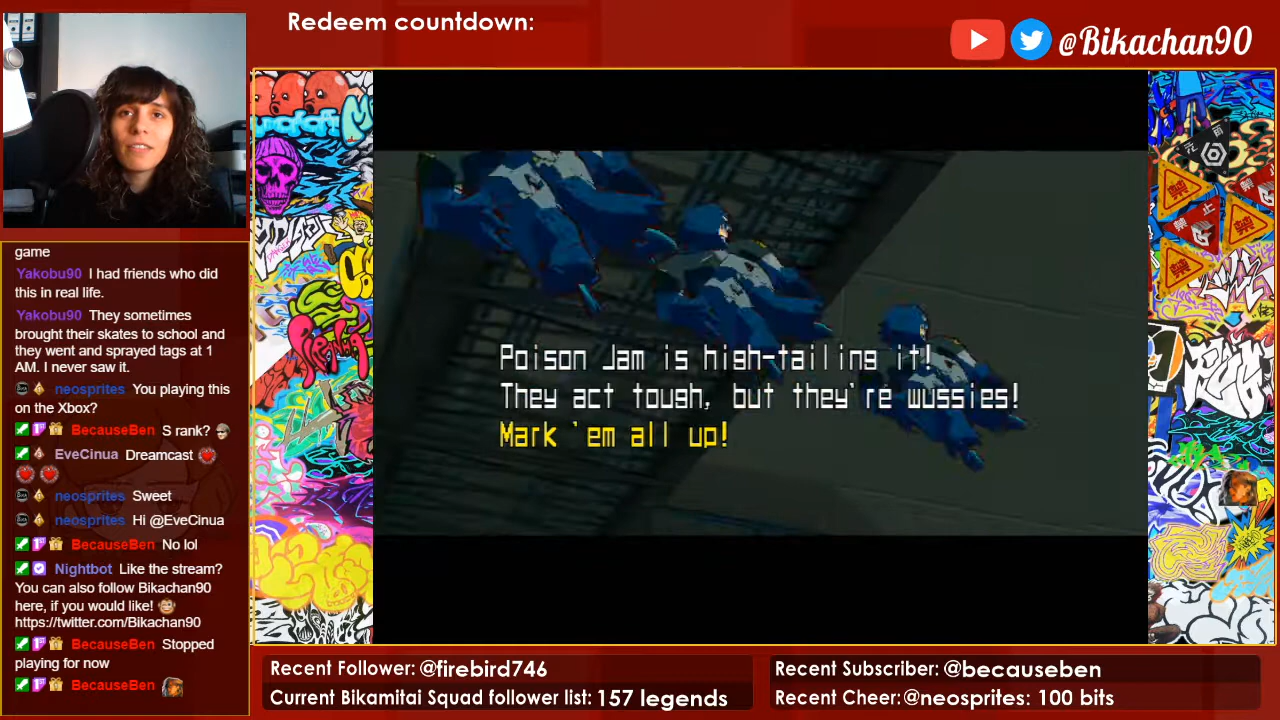 Redeem countdown:
@Bikachan90
game
Yakobu90 I had friends who did
this in real life.
Yakobu90 They sometimes
brought their skates to school and
they went and sprayed tags at 1
AM. I never saw it.
neosprites You playing this
on the Xbox?
BecauseBen S rank?
EveCinua Dreamcast
neosprites Sweet
neosprites Hi @EveCinua
BecauseBen No lol
Nightbot Like the stream?
You can also follow Bikachan90
here, if you would like!
https://twitter.com/Bikachan90
BecauseBen Stopped
playing for now
BecauseBen
Poison Jam is high-tailing it!
They act tough, but they're wussies!
Mark 'em all up!
Recent Follower: @firebird746
Current Bikamitai Squad follower list: 157 legends
Recent Subscriber: @becauseben
Recent Cheer:@neosprites: 100 bits